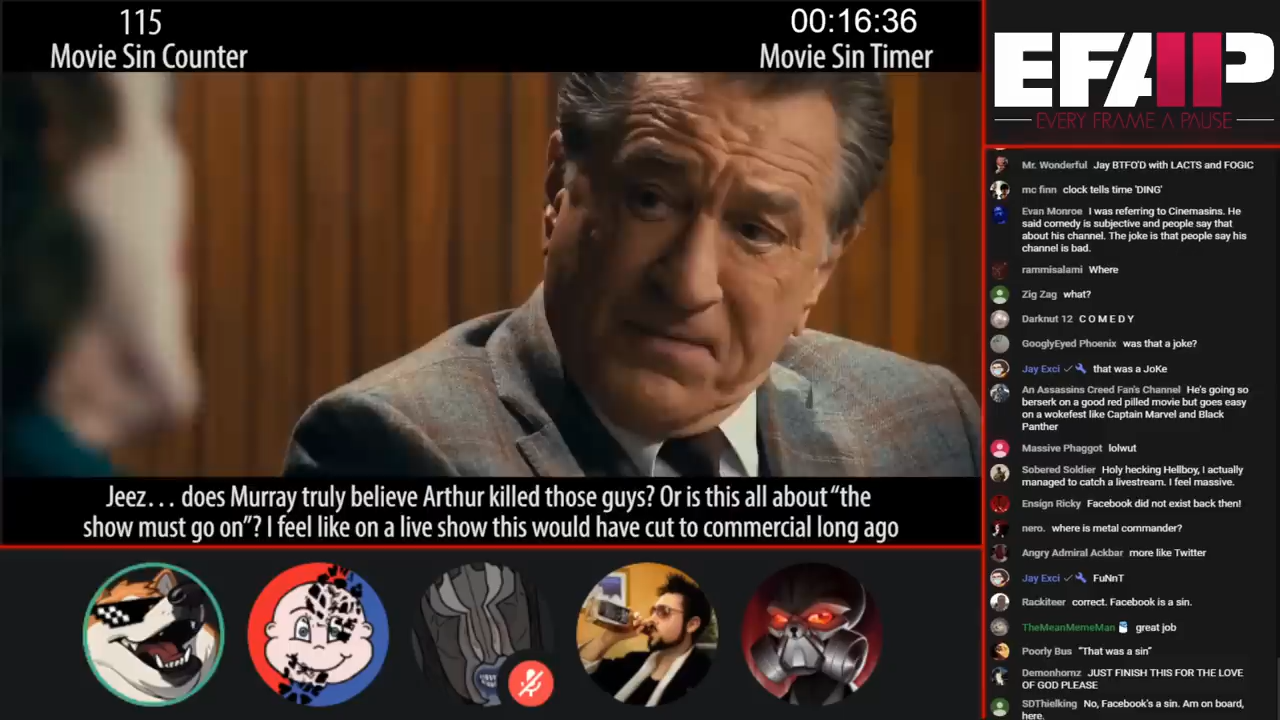 115
Movie Sin Counter
00:16:36
Movie Sin Timer
EFAP
EVERY FRAME A PAUSE
Jeez... does Murray truly believe Arthur killed those guys? Or is this all about “the
show must go on”? I feel like on a live show this would have cut to commercial long ago
Mr. Wonderful Jay BTFO'D with LACTS and FOGIC
mc finn clock tells time 'DING'
Evan Monroe I was referring to Cinemasins. He
said comedy is subjective and people say that
about his channel. The joke is that people say his
channel is bad.
rammisalami Where
Zig Zag what?
Darknut 12 C O M E D Y
GooglyEyed Phoenix was that a joke?
Jay Exci that was a JoKe
An Assassins Creed Fan's Channel He's going so
berserk on a good red pilled movie but goes easy
on a wokefest like Captain Marvel and Black
Panther
Massive Phaggot lolwut
Sobered Soldier Holy hecking Hellboy, I actually
managed to catch a livestream. I feel massive.
Ensign Ricky Facebook did not exist back then!
nero. where is metal commander?
Angry Admiral Ackbar more like Twitter
Jay Exci FuNnT
Rackiteer correct. Facebook is a sin.
TheMeanMemeMan great job
Poorly Bus "That was a sin"
Demonhornz JUST FINISH THIS FOR THE LOVE
OF GOD PLEASE
SDThielking No, Facebook's a sin. Am on board,
here.